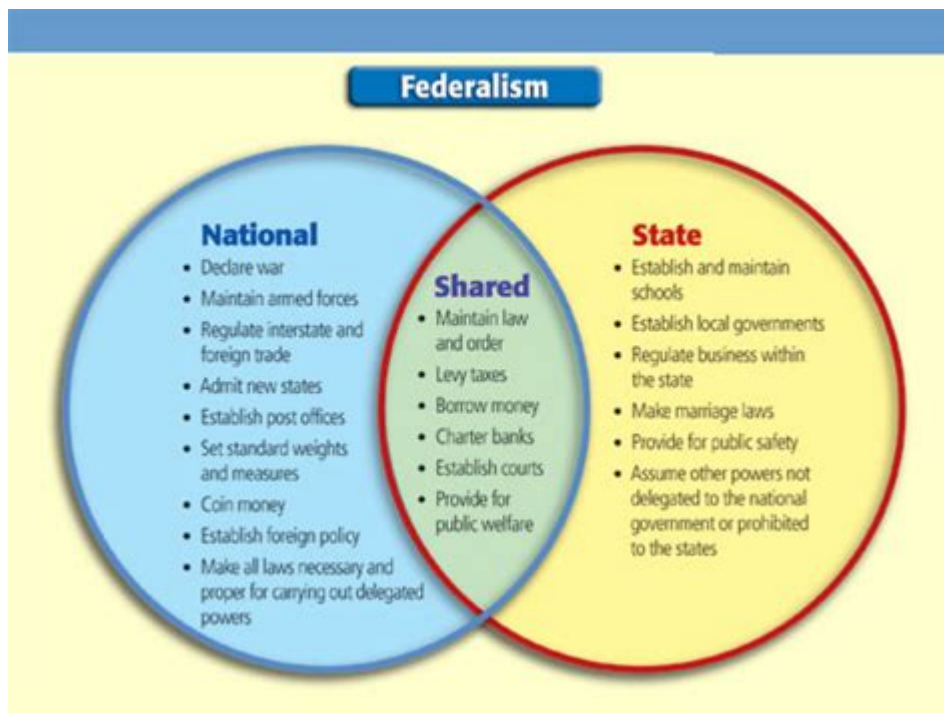 Federalism
National
• Declare war
• Maintain armed forces
• Regulate interstate and
foreign trade
• Admit new states
• Establish post offices
• Set standard weights
and measures
• Coin money
• Establish foreign policy
• Make all laws necessary and
proper for carrying out delegated
powers
Shared
• Maintain law
and order
• Levy taxes
• Borrow money
• Charter banks
• Establish courts
• Provide for
public welfare
State
• Establish and maintain
schools
• Establish local governments
• Regulate business within
the state
• Make marriage laws
• Provide for public safety
• Assume other powers not
delegated to the national
government or prohibited
to the states